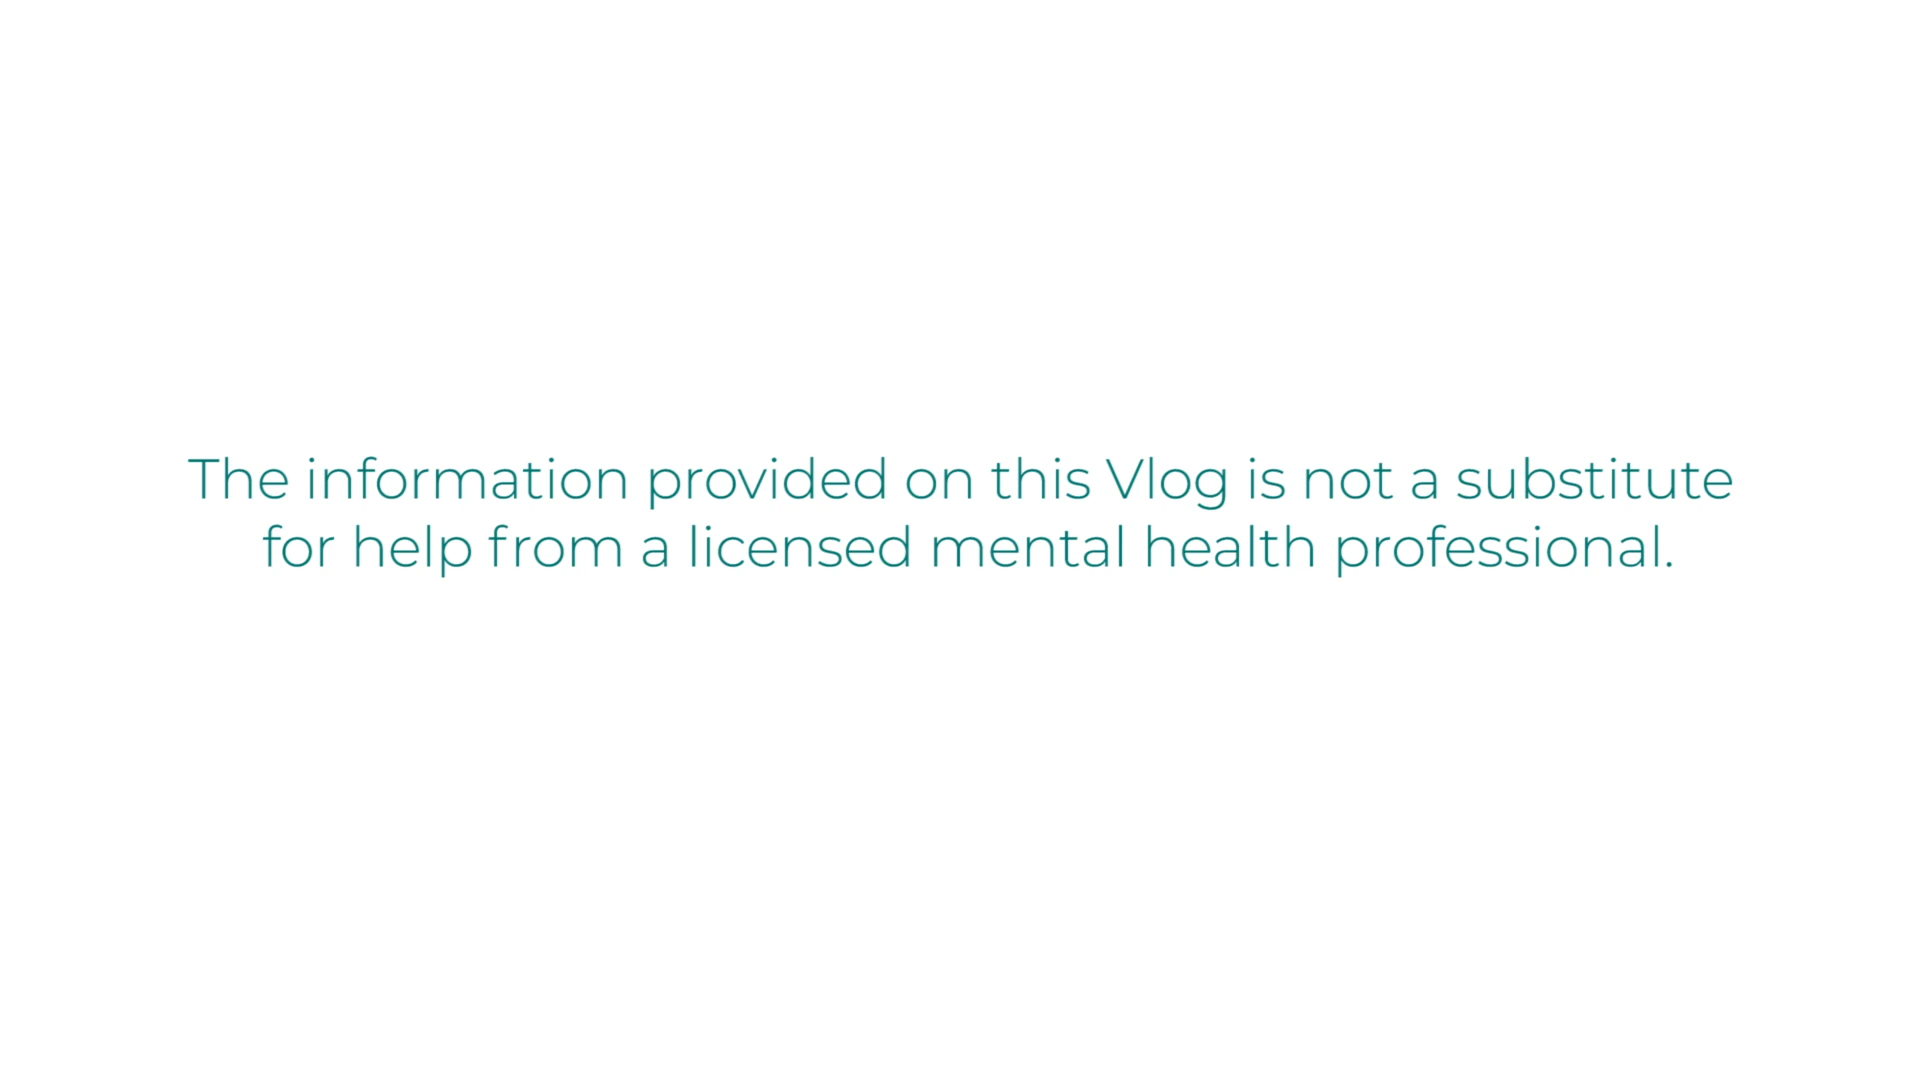 The information provided on this Vlog is not a substitute
for help from a licensed mental health professional.